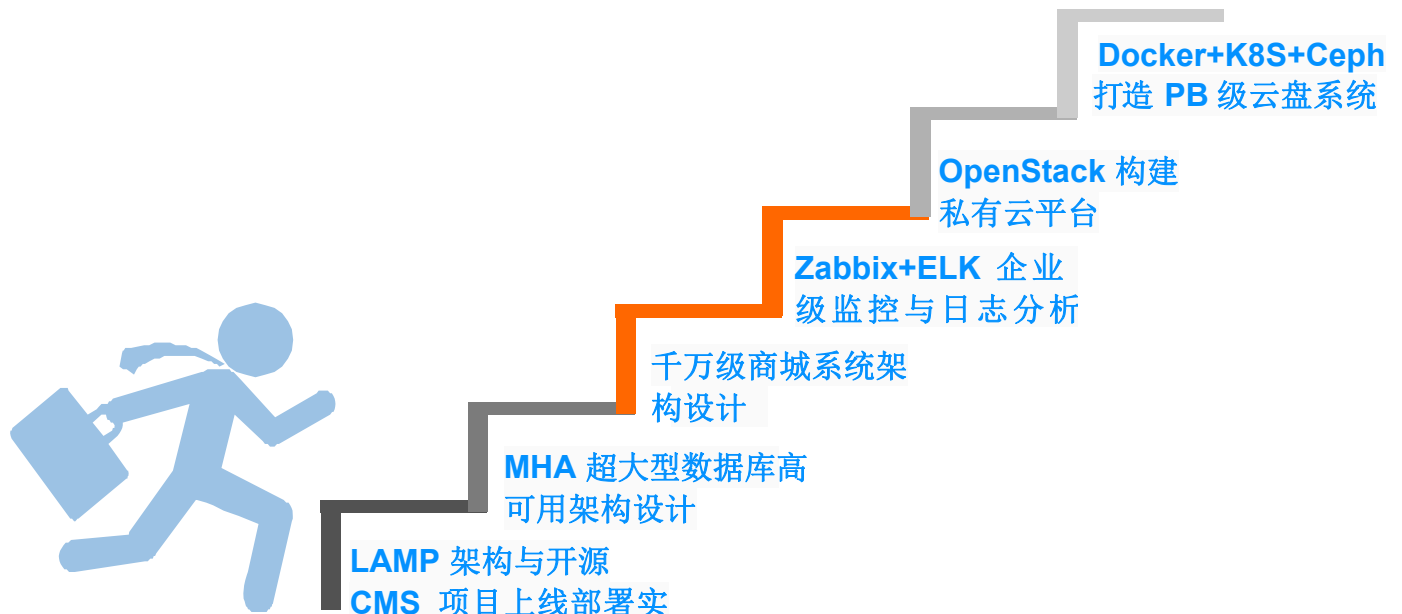 Docker+K8S+Ceph
打造 PB 级云盘系统
OpenStack 构建
私有云平台
Zabbix+ELK 企业
级监控与日志分析
千万级商城系统架
构设计
MHA 超大型数据库高
可用架构设计
LAMP 架构与开源
CMS 项目上线部署实